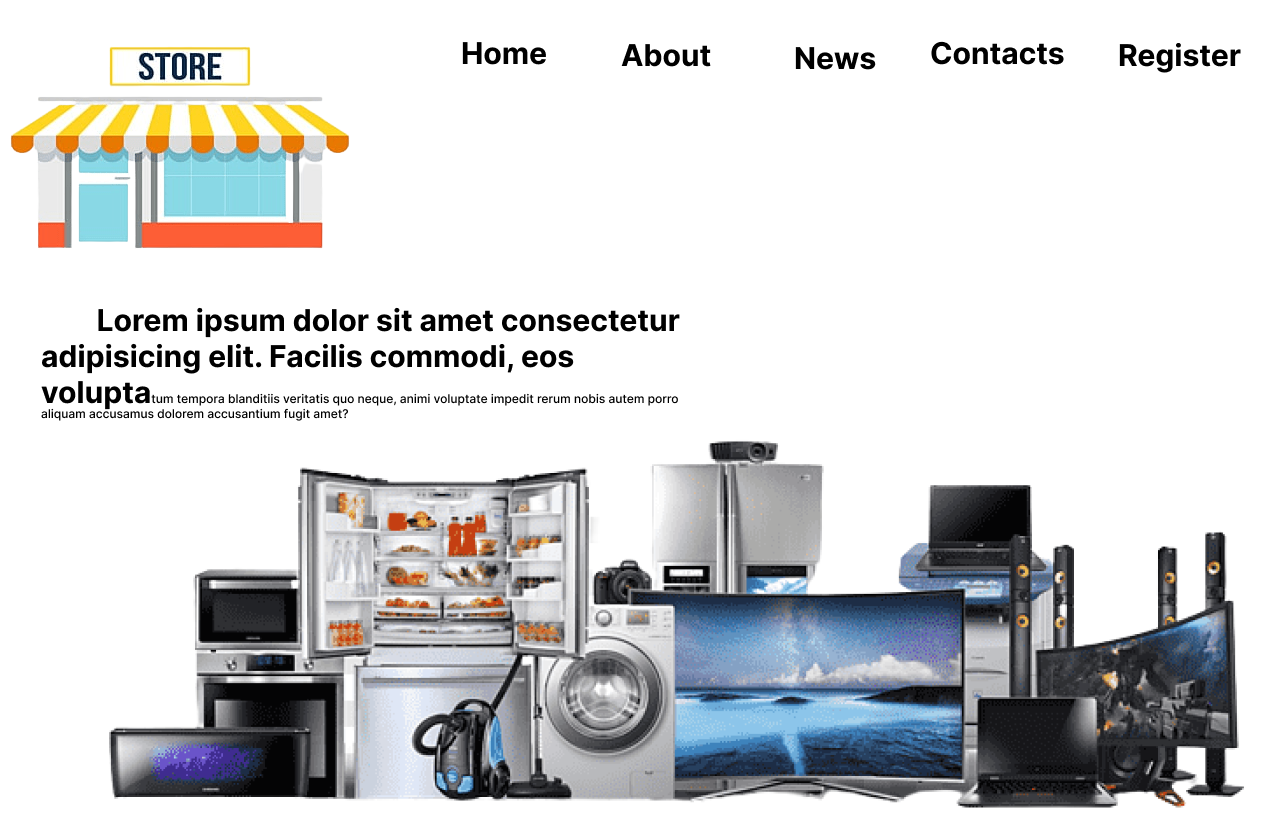 STORE
Home About News Contacts Register
Lorem ipsum dolor sit amet consectetur
adipisicing elit. Facilis commodi, eos
voluptatum tempora blanditiis veritatis quo neque, animi voluptate impedit rerum nobis autem porro
aliquam accusamus dolorem accusantium fugit amet?